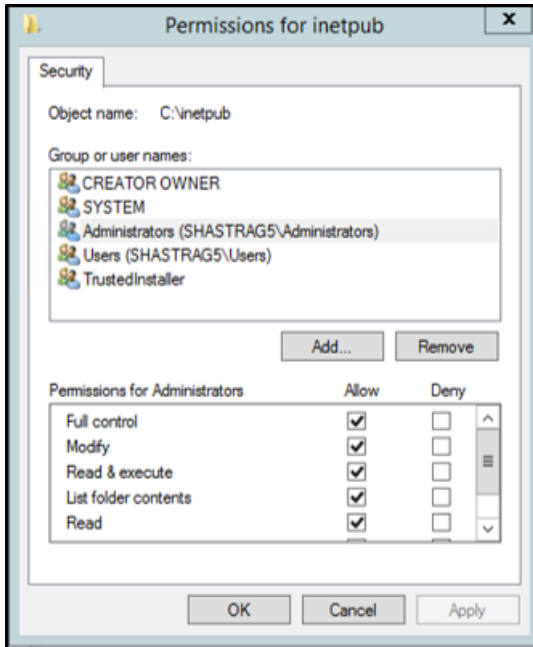 Permissions for inetpub
x
Security
Object name: C:\inetpub
Group or user names:
CREATOR OWNER
SYSTEM
Administrators (SHASTRAG5\Administrators)
Users (SHASTRAG5\Users)
TrustedInstaller
Add... Remove
Permissions for Administrators Allow Deny
Full control
Modify
Read & execute
List folder contents
Read
OK Cancel Apply